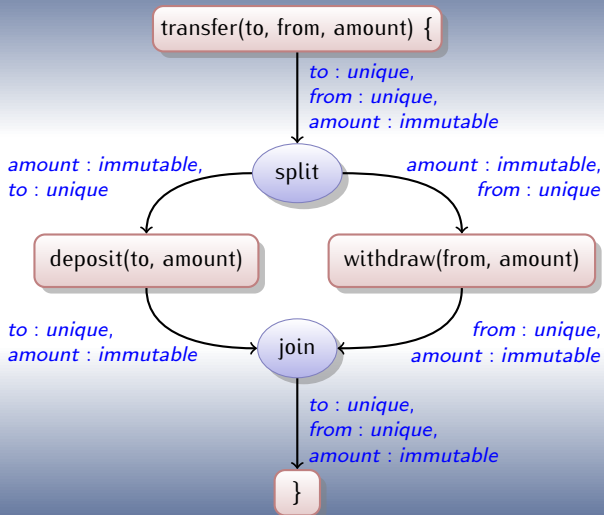 transfer(to, from, amount) {
to : unique,
from : unique,
amount : immutable
split
amount : immutable,
to : unique
amount : immutable,
from : unique
deposit(to, amount)
withdraw(from, amount)
to : unique,
amount : immutable
from : unique,
amount : immutable
join
to : unique,
from : unique,
amount : immutable
}